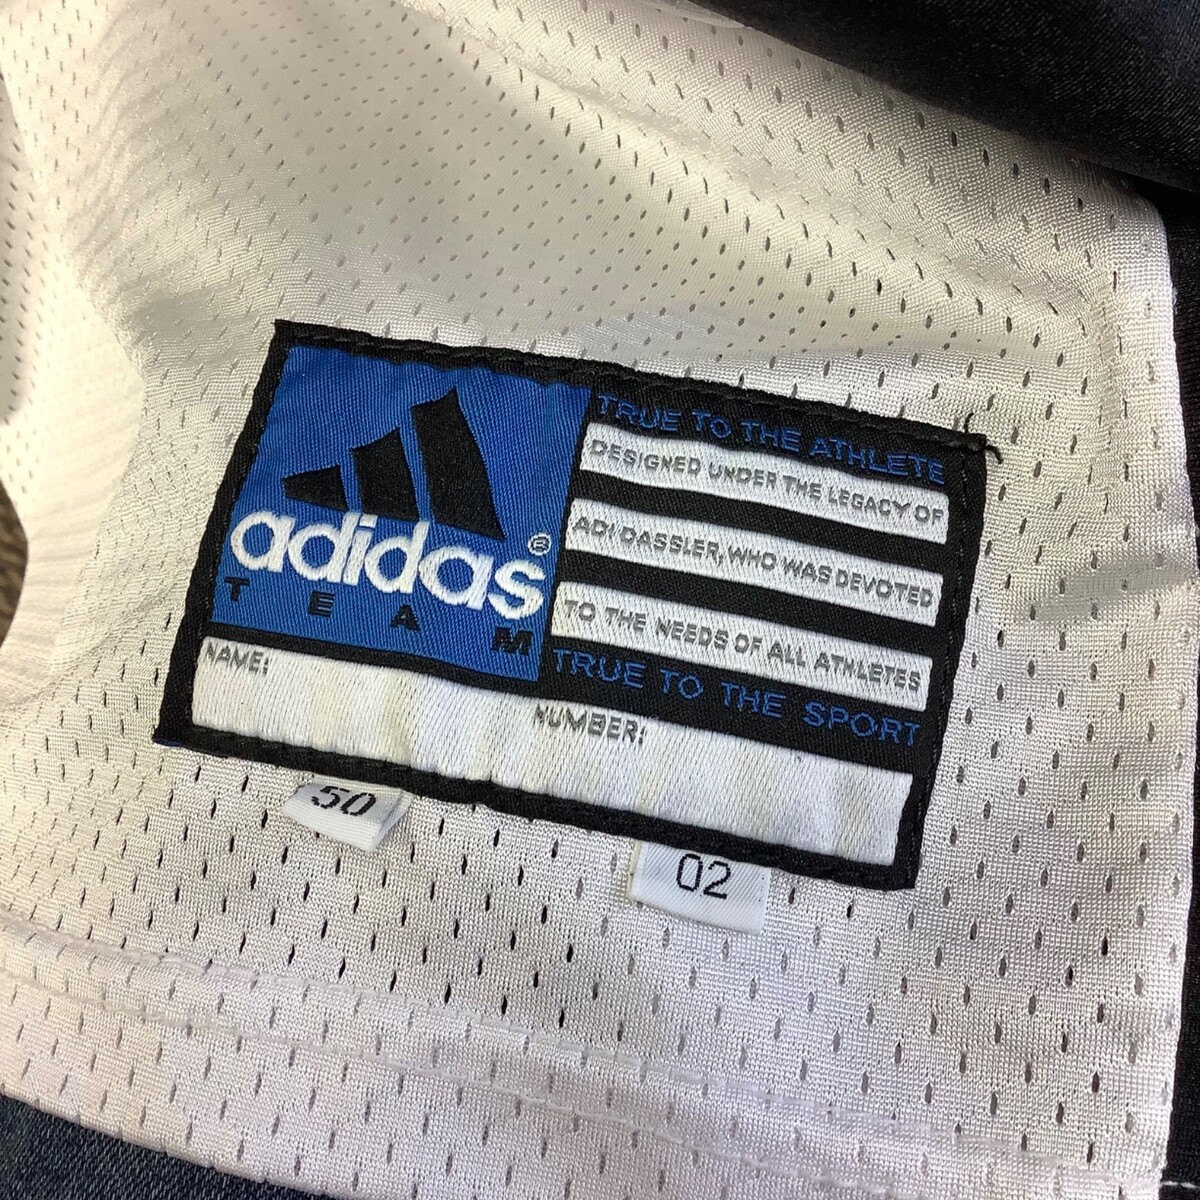 adidas®
TEAM
TRUE TO THE ATHLETE
DESIGNED UNDER THE LEGACY OF
ADI DASSLER, WHO WAS DEVOTED
TO THE NEEDS OF ALL ATHLETES
TRUE TO THE SPORT
NAME:
NUMBER:
50
02